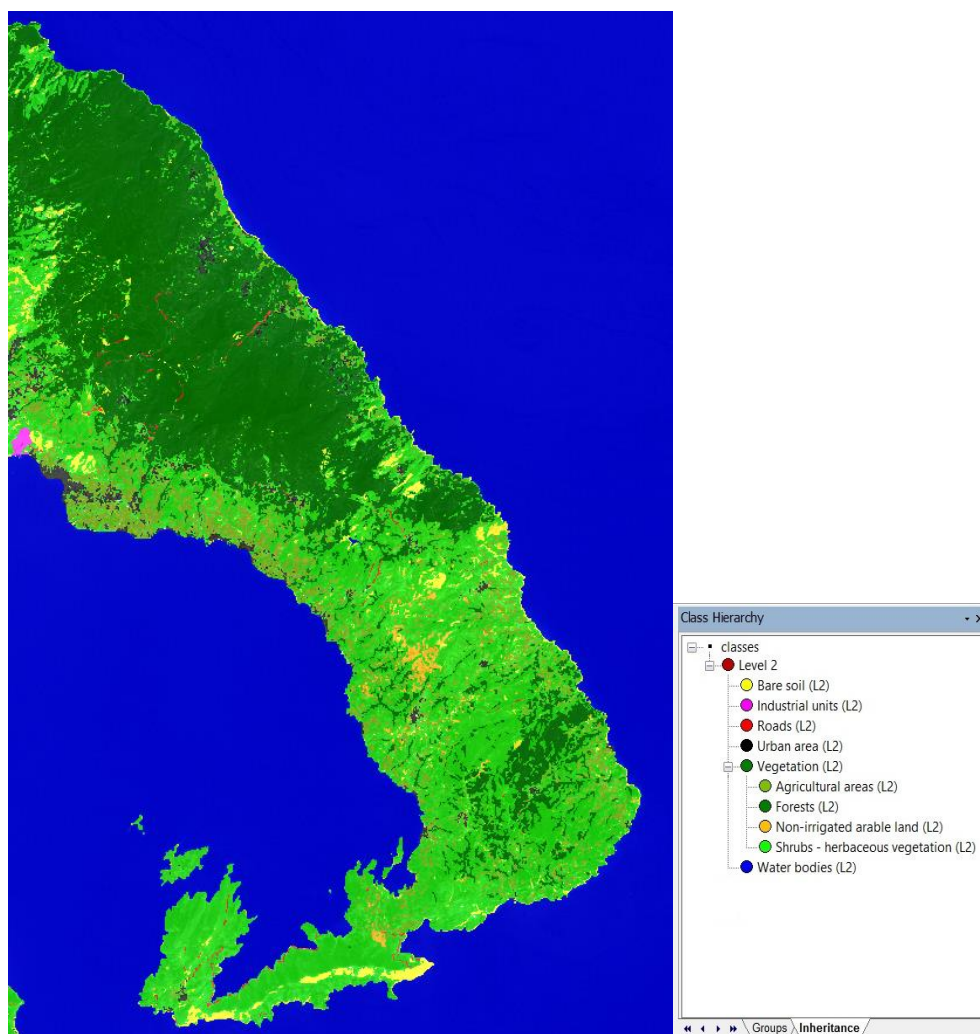 Class Hierarchy
classes
Level 2
Bare soil (L2)
Industrial units (L2)
Roads (L2)
Urban area (L2)
Vegetation (L2)
Agricultural areas (L2)
Forests (L2)
Non-irrigated arable land (L2)
Shrubs - herbaceous vegetation (L2)
Water bodies (L2)
Groups Inheritance